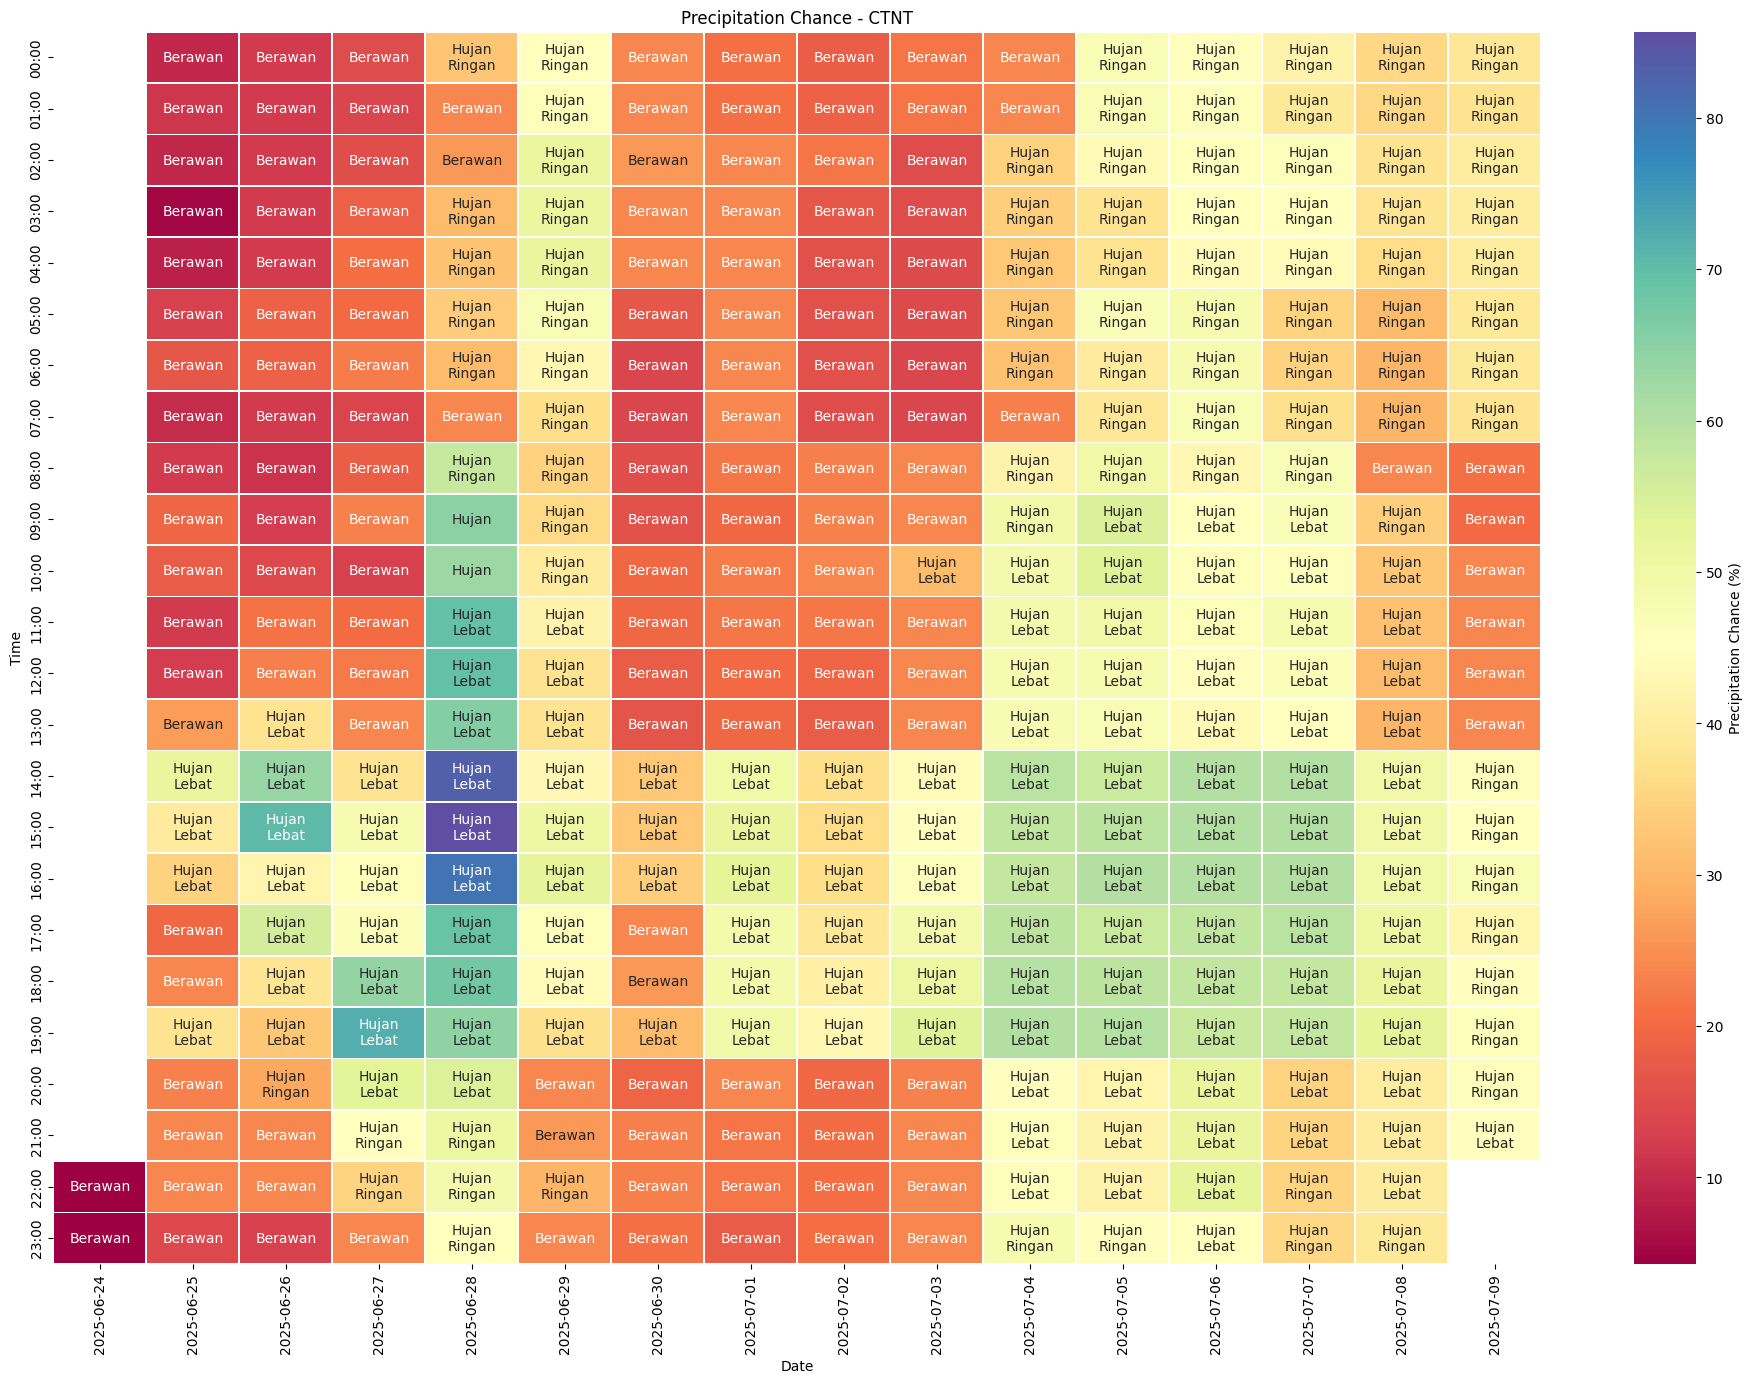 Precipitation Chance - CTNT
00:00 Berawan Berawan Berawan Hujan Ringan Hujan Ringan Berawan Berawan Berawan Berawan Berawan Hujan Ringan Hujan Ringan Hujan Ringan Hujan Ringan Hujan Ringan
01:00 Berawan Berawan Berawan Berawan Hujan Ringan Berawan Berawan Berawan Berawan Berawan Hujan Ringan Hujan Ringan Hujan Ringan Hujan Ringan Hujan Ringan
02:00 Berawan Berawan Berawan Berawan Hujan Ringan Berawan Berawan Berawan Berawan Hujan Ringan Hujan Ringan Hujan Ringan Hujan Ringan Hujan Ringan Hujan Ringan
03:00 Berawan Berawan Berawan Hujan Ringan Hujan Ringan Berawan Berawan Berawan Berawan Hujan Ringan Hujan Ringan Hujan Ringan Hujan Ringan Hujan Ringan Hujan Ringan
04:00 Berawan Berawan Berawan Hujan Ringan Hujan Ringan Berawan Berawan Berawan Berawan Hujan Ringan Hujan Ringan Hujan Ringan Hujan Ringan Hujan Ringan Hujan Ringan
05:00 Berawan Berawan Berawan Hujan Ringan Hujan Ringan Berawan Berawan Berawan Berawan Hujan Ringan Hujan Ringan Hujan Ringan Hujan Ringan Hujan Ringan Hujan Ringan
06:00 Berawan Berawan Berawan Hujan Ringan Hujan Ringan Berawan Berawan Berawan Berawan Hujan Ringan Hujan Ringan Hujan Ringan Hujan Ringan Hujan Ringan Hujan Ringan
07:00 Berawan Berawan Berawan Berawan Hujan Ringan Berawan Berawan Berawan Berawan Berawan Hujan Ringan Hujan Ringan Hujan Ringan Hujan Ringan Hujan Ringan
08:00 Berawan Berawan Berawan Hujan Ringan Hujan Ringan Berawan Berawan Berawan Berawan Hujan Ringan Hujan Ringan Hujan Ringan Hujan Ringan Berawan Berawan
09:00 Berawan Berawan Berawan Hujan Hujan Ringan Berawan Berawan Berawan Berawan Hujan Ringan Hujan Lebat Hujan Lebat Hujan Lebat Hujan Ringan Berawan
10:00 Berawan Berawan Berawan Hujan Hujan Ringan Berawan Berawan Berawan Hujan Lebat Hujan Lebat Hujan Lebat Hujan Lebat Hujan Lebat Hujan Lebat Berawan
11:00 Berawan Berawan Berawan Hujan Lebat Hujan Lebat Berawan Berawan Berawan Berawan Hujan Lebat Hujan Lebat Hujan Lebat Hujan Lebat Hujan Lebat Berawan
12:00 Berawan Berawan Berawan Hujan Lebat Hujan Lebat Berawan Berawan Berawan Berawan Hujan Lebat Hujan Lebat Hujan Lebat Hujan Lebat Hujan Lebat Berawan
13:00 Berawan Hujan Lebat Berawan Hujan Lebat Hujan Lebat Berawan Berawan Berawan Berawan Hujan Lebat Hujan Lebat Hujan Lebat Hujan Lebat Hujan Lebat Berawan
14:00 Hujan Lebat Hujan Lebat Hujan Lebat Hujan Lebat Hujan Lebat Hujan Lebat Hujan Lebat Hujan Lebat Hujan Lebat Hujan Lebat Hujan Lebat Hujan Lebat Hujan Lebat Hujan Lebat Hujan Ringan
15:00 Hujan Lebat Hujan Lebat Hujan Lebat Hujan Lebat Hujan Lebat Hujan Lebat Hujan Lebat Hujan Lebat Hujan Lebat Hujan Lebat Hujan Lebat Hujan Lebat Hujan Lebat Hujan Lebat Hujan Ringan
16:00 Hujan Lebat Hujan Lebat Hujan Lebat Hujan Lebat Hujan Lebat Hujan Lebat Hujan Lebat Hujan Lebat Hujan Lebat Hujan Lebat Hujan Lebat Hujan Lebat Hujan Lebat Hujan Lebat Hujan Ringan
17:00 Berawan Hujan Lebat Hujan Lebat Hujan Lebat Hujan Lebat Berawan Hujan Lebat Hujan Lebat Hujan Lebat Hujan Lebat Hujan Lebat Hujan Lebat Hujan Lebat Hujan Lebat Hujan Ringan
18:00 Berawan Hujan Lebat Hujan Lebat Hujan Lebat Hujan Lebat Berawan Hujan Lebat Hujan Lebat Hujan Lebat Hujan Lebat Hujan Lebat Hujan Lebat Hujan Lebat Hujan Lebat Hujan Ringan
19:00 Hujan Lebat Hujan Lebat Hujan Lebat Hujan Lebat Hujan Lebat Hujan Lebat Hujan Lebat Hujan Lebat Hujan Lebat Hujan Lebat Hujan Lebat Hujan Lebat Hujan Lebat Hujan Lebat Hujan Ringan
20:00 Berawan Hujan Ringan Hujan Lebat Hujan Lebat Berawan Berawan Berawan Berawan Berawan Hujan Lebat Hujan Lebat Hujan Lebat Hujan Lebat Hujan Lebat Hujan Ringan
21:00 Berawan Berawan Hujan Ringan Hujan Ringan Berawan Berawan Berawan Berawan Berawan Hujan Lebat Hujan Lebat Hujan Lebat Hujan Lebat Hujan Lebat Hujan Lebat
22:00 Berawan Berawan Berawan Hujan Ringan Hujan Ringan Hujan Ringan Berawan Berawan Berawan Berawan Hujan Lebat Hujan Lebat Hujan Lebat Hujan Ringan Hujan Lebat
23:00 Berawan Berawan Berawan Berawan Hujan Ringan Berawan Berawan Berawan Berawan Berawan Hujan Ringan Hujan Ringan Hujan Lebat Hujan Ringan Hujan Ringan
Time
2025-06-24 2025-06-25 2025-06-26 2025-06-27 2025-06-28 2025-06-29 2025-06-30 2025-07-01 2025-07-02 2025-07-03 2025-07-04 2025-07-05 2025-07-06 2025-07-07 2025-07-08 2025-07-09
Date
80
70
60
50
40
30
20
10
Precipitation Chance (%)